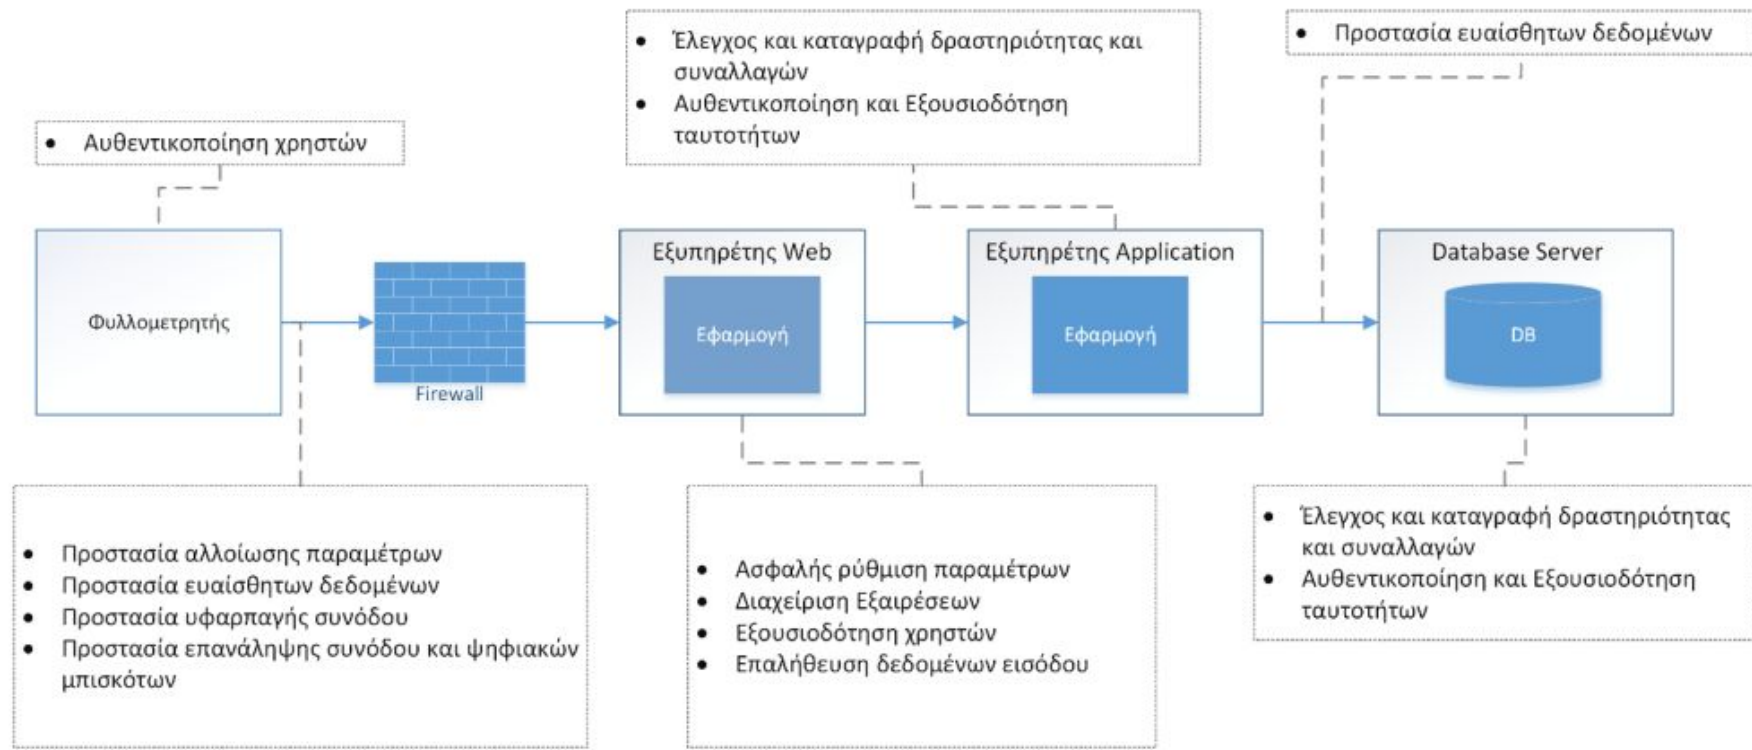 • Έλεγχος και καταγραφή δραστηριότητας και
συναλλαγών
• Αυθεντικοποίηση και Εξουσιοδότηση
ταυτοτήτων
• Προστασία ευαίσθητων δεδομένων
• Αυθεντικοποίηση χρηστών
Φυλλομετρητής
Firewall
Εξυπηρέτης Web
Εφαρμογή
Εξυπηρέτης Application
Εφαρμογή
Database Server
DB
• Προστασία αλλοίωσης παραμέτρων
• Προστασία ευαίσθητων δεδομένων
• Προστασία υφαρπαγής συνόδου
• Προστασία επανάληψης συνόδου και ψηφιακών
μπισκότων
• Ασφαλής ρύθμιση παραμέτρων
• Διαχείριση Εξαιρέσεων
• Εξουσιοδότηση χρηστών
• Επαλήθευση δεδομένων εισόδου
• Έλεγχος και καταγραφή δραστηριότητας
και συναλλαγών
• Αυθεντικοποίηση και Εξουσιοδότηση
ταυτοτήτων